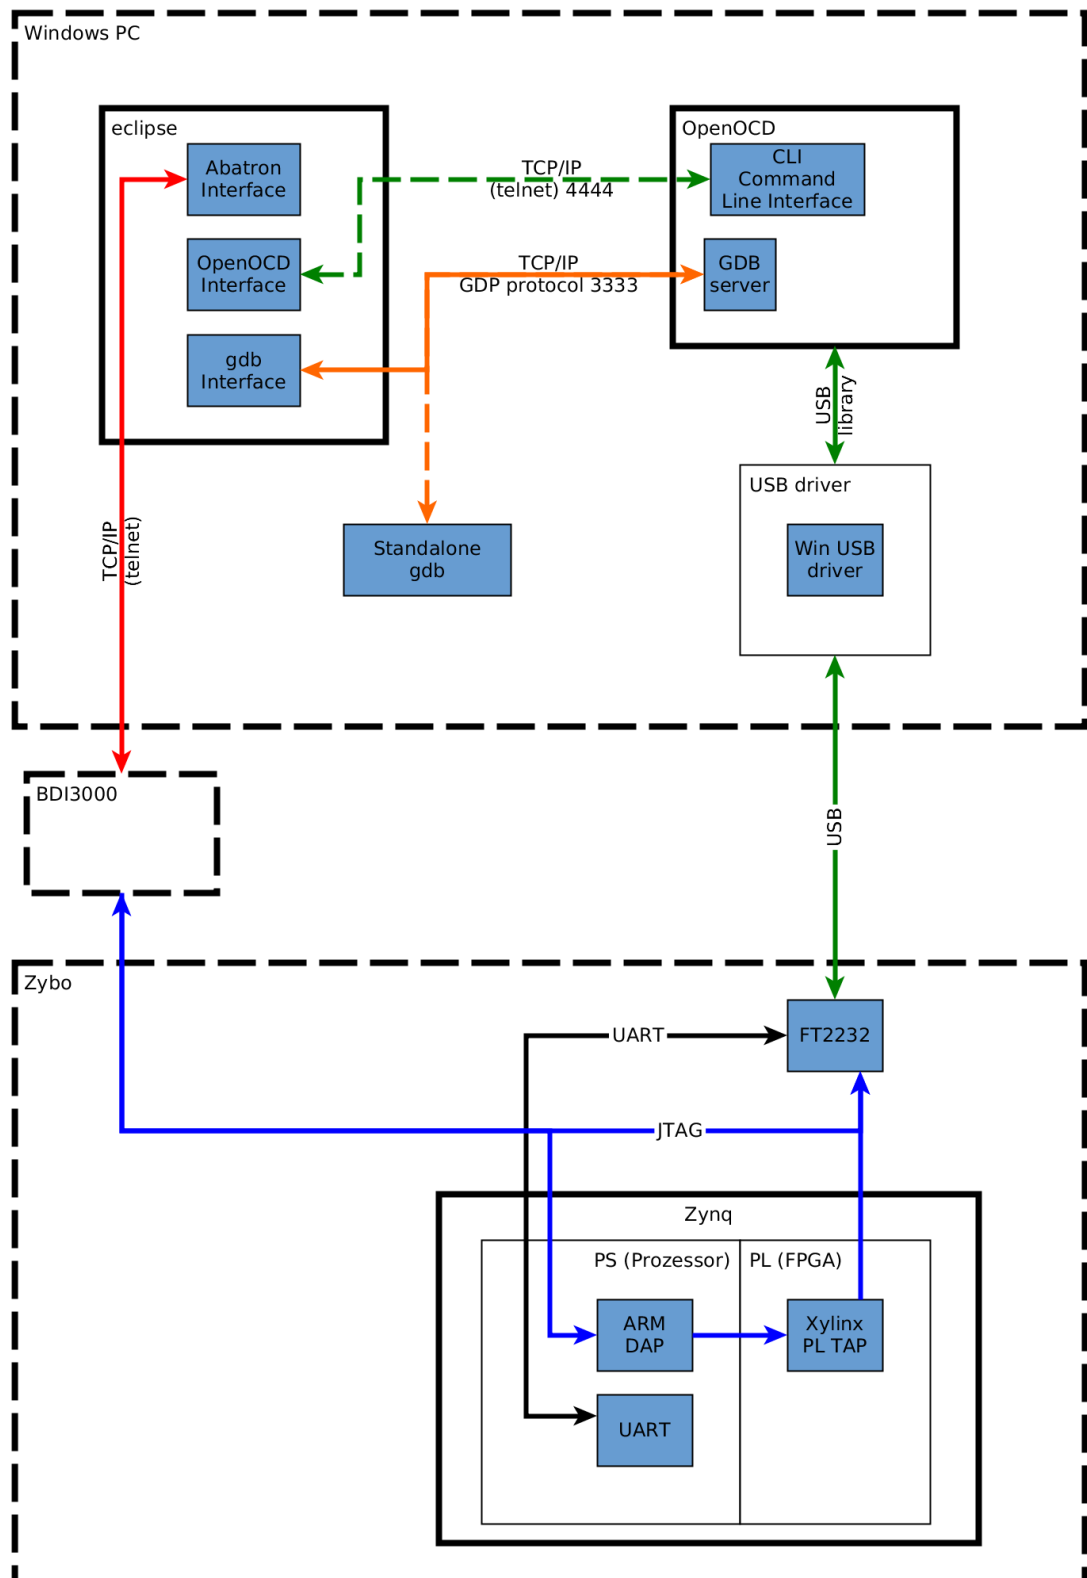 Windows PC
eclipse
Abatron
Interface
OpenOCD
Interface
gdb
Interface
TCP/IP
(telnet) 4444
TCP/IP
GDP protocol 3333
OpenOCD
CLI
Command
Line Interface
GDB
server
USB
library
USB driver
Win USB
driver
Standalone
gdb
TCP/IP
(telnet)
BDI3000
USB
Zybo
FT2232
UART
JTAG
Zynq
PS (Prozessor)
PL (FPGA)
ARM
DAP
Xylinx
PL TAP
UART